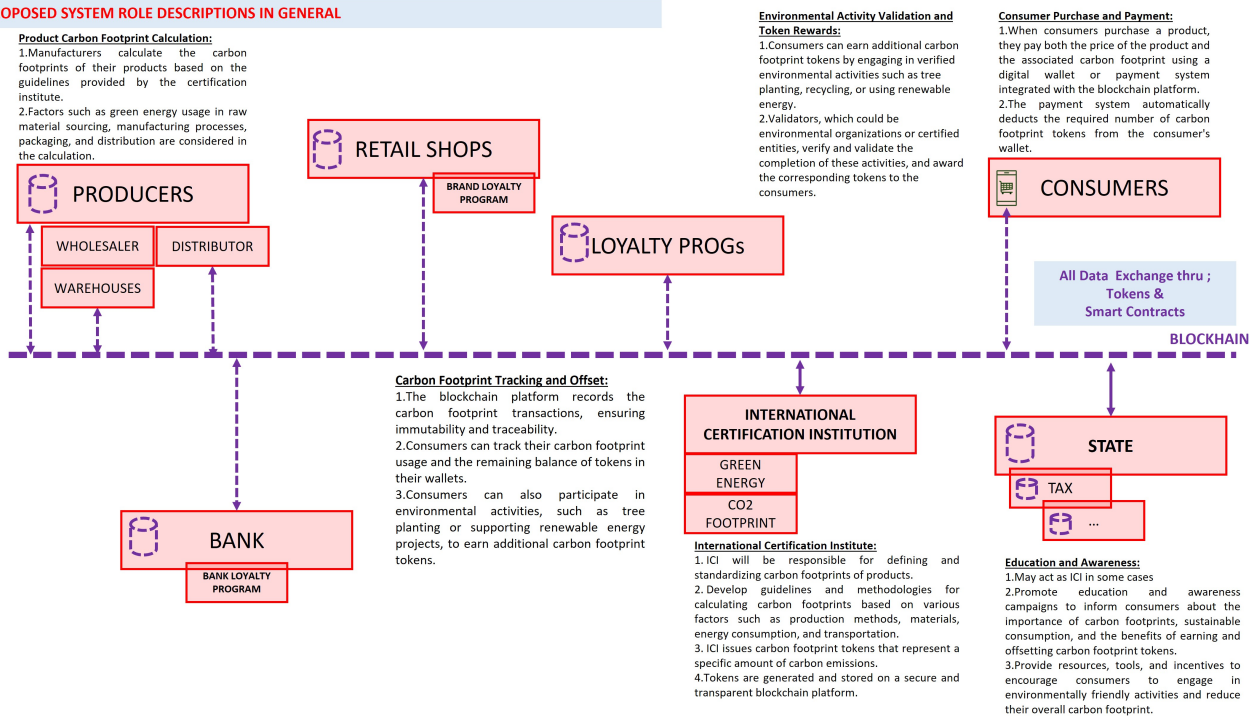 OPOSED SYSTEM ROLE DESCRIPTIONS IN GENERAL
Product Carbon Footprint Calculation:
1.Manufacturers calculate the carbon
footprints of their products based on the
guidelines provided by the certification
institute.
2.Factors such as green energy usage in raw
material sourcing, manufacturing processes,
packaging, and distribution are considered in
the calculation.
PRODUCERS
WHOLESALER
DISTRIBUTOR
WAREHOUSES
RETAIL SHOPS
BRAND LOYALTY
PROGRAM
LOYALTY PROGs
Environmental Activity Validation and
Token Rewards:
1.Consumers can earn additional carbon
footprint tokens by engaging in verified
environmental activities such as tree
planting, recycling, or using renewable
energy.
2.Validators, which could be
environmental organizations or certified
entities, verify and validate the
completion of these activities, and award
the corresponding tokens to the
consumers.
Consumer Purchase and Payment:
1.When consumers purchase a product,
they pay both the price of the product and
the associated carbon footprint using a
digital wallet or payment system
integrated with the blockchain platform.
2.The payment system automatically
deducts the required number of carbon
footprint tokens from the consumer's
wallet.
CONSUMERS
All Data Exchange thru ;
Tokens &
Smart Contracts
BLOCKCHAIN
BANK
BANK LOYALTY
PROGRAM
Carbon Footprint Tracking and Offset:
1.The blockchain platform records the
carbon footprint transactions, ensuring
immutability and traceability.
2.Consumers can track their carbon footprint
usage and the remaining balance of tokens in
their wallets.
3.Consumers can also participate in
environmental activities, such as tree
planting or supporting renewable energy
projects, to earn additional carbon footprint
tokens.
INTERNATIONAL
CERTIFICATION INSTITUTION
GREEN
ENERGY
CO2
FOOTPRINT
International Certification Institute:
1. ICI will be responsible for defining and
standardizing carbon footprints of products.
2. Develop guidelines and methodologies for
calculating carbon footprints based on various
factors such as production methods, materials,
energy consumption, and transportation.
3. ICI issues carbon footprint tokens that represent a
specific amount of carbon emissions.
4.Tokens are generated and stored on a secure and
transparent blockchain platform.
STATE
TAX
...
Education and Awareness:
1.May act as ICI in some cases
2.Promote education and awareness
campaigns to inform consumers about the
importance of carbon footprints, sustainable
consumption, and the benefits of earning and
offsetting carbon footprint tokens.
3.Provide resources, tools, and incentives to
encourage consumers to engage in
environmentally friendly activities and reduce
their overall carbon footprint.